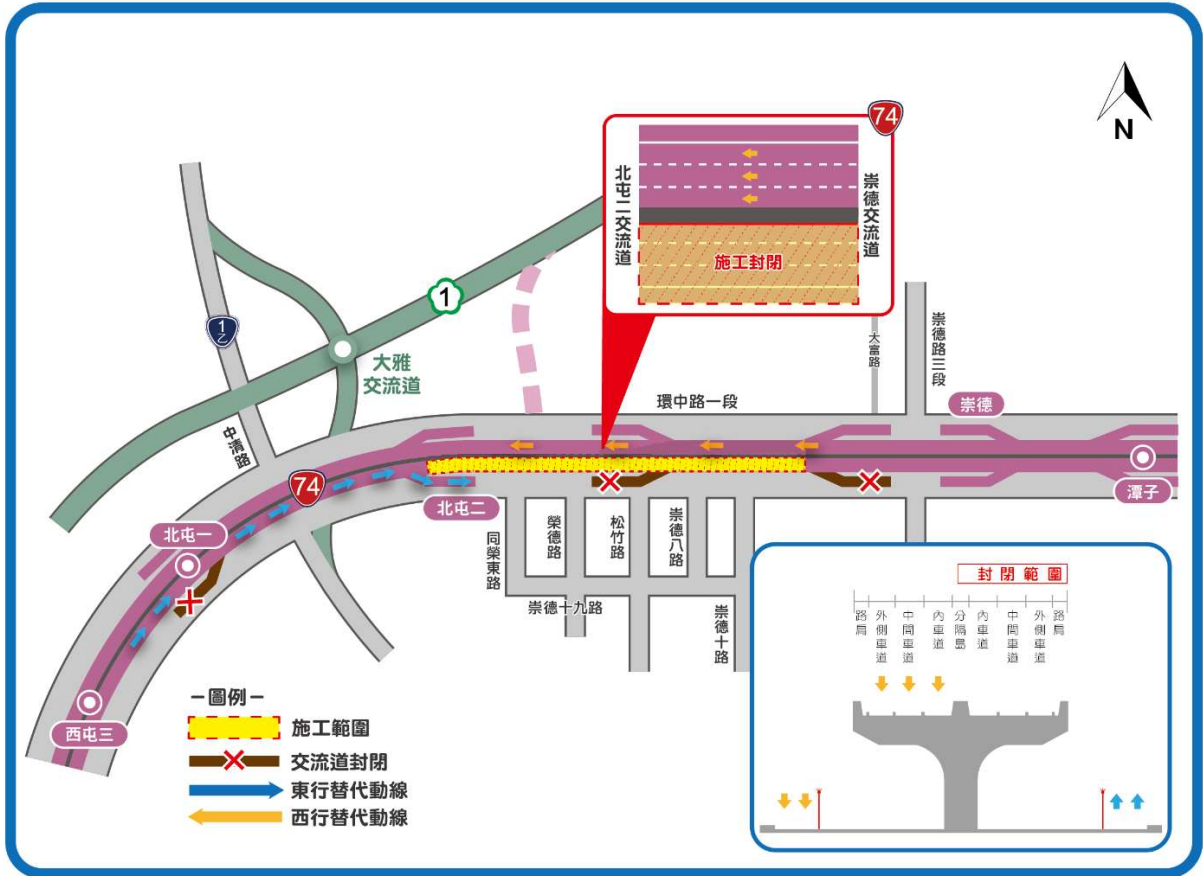 N
74
北屯二交流道
崇德交流道
施工封閉
1
1
乙
大雅
交流道
大富路
崇德路三段
環中路一段
崇德
中清路
74
北屯二
潭子
北屯一
同榮東路
榮德路
松竹路
崇德八路
崇德十九路
崇德十路
西屯三
－圖例－
施工範圍
交流道封閉
東行替代動線
西行替代動線
封閉範圍
路肩
外側車道
中間車道
內車道
分隔島
內車道
中間車道
外側車道
路肩